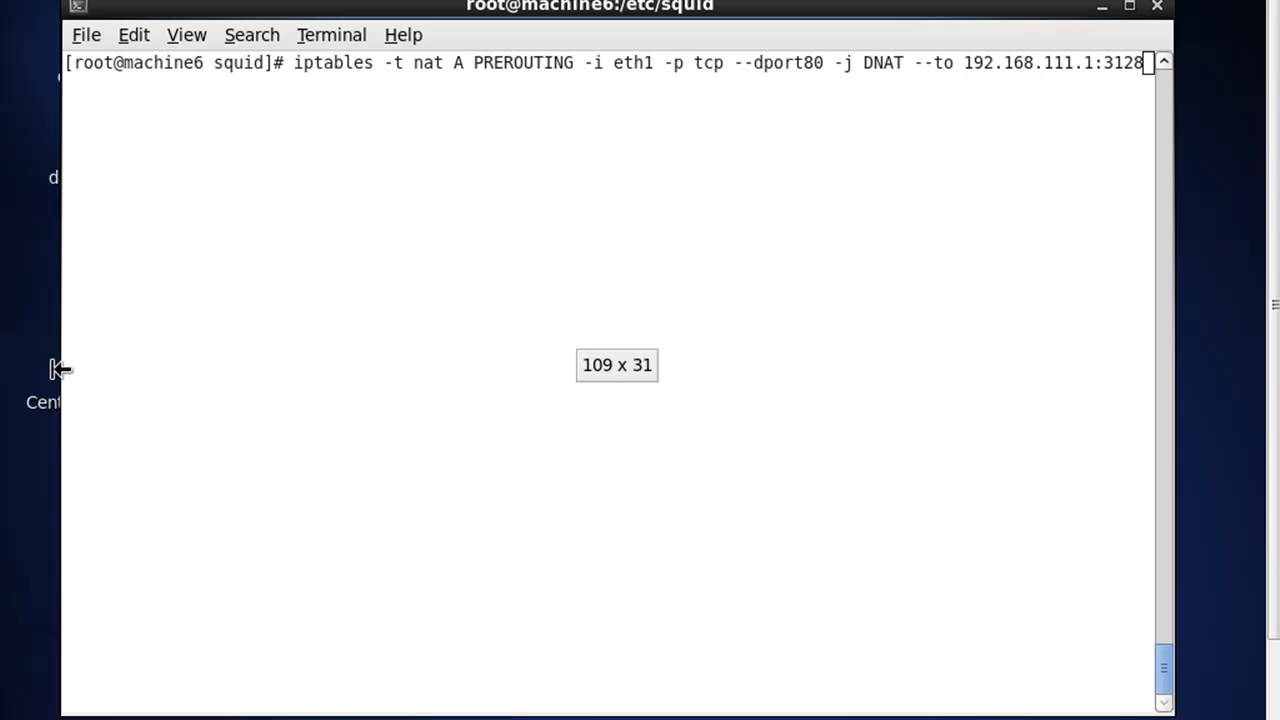 root@machine6:/etc/squid
File Edit View Search Terminal Help
[root@machine6 squid]# iptables -t nat A PREROUTING -i eth1 -p tcp --dport80 -j DNAT --to 192.168.111.1:3128
d
109 x 31
Cent